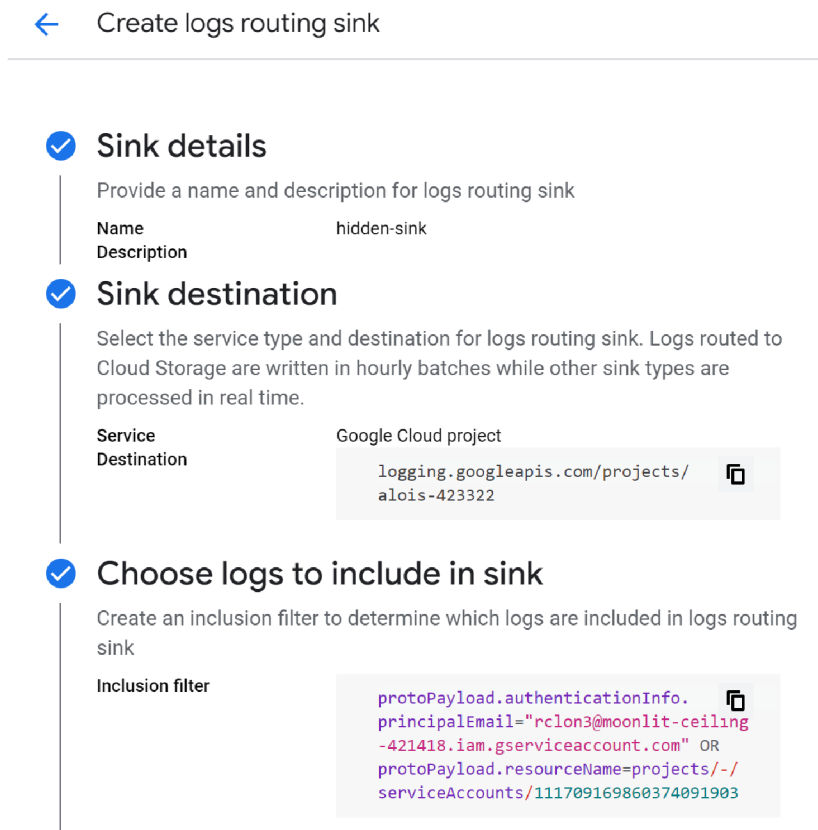 Create logs routing sink
Sink details
Provide a name and description for logs routing sink
Name hidden-sink
Description
Sink destination
Select the service type and destination for logs routing sink. Logs routed to
Cloud Storage are written in hourly batches while other sink types are
processed in real time.
Service Google Cloud project
Destination
logging.googleapis.com/projects/
alois-423322
Choose logs to include in sink
Create an inclusion filter to determine which logs are included in logs routing
sink
Inclusion filter
protoPayload.authenticationInfo.
principalEmail="rclon3@moonlit-ceiling
-421418.iam.gserviceaccount.com" OR
protoPayload.resourceName=projects/-/
serviceAccounts/111709169860374091903